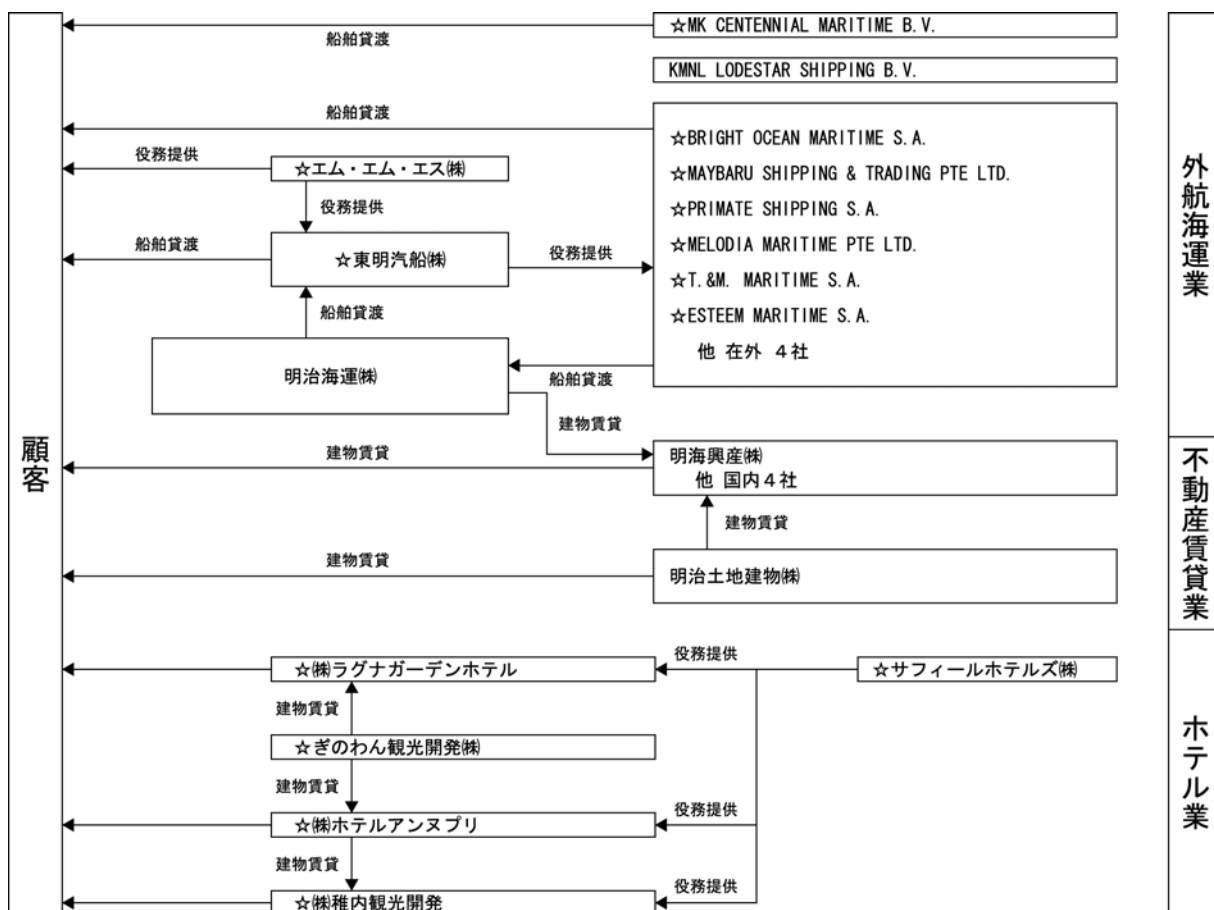 ☆MK CENTENNIAL MARITIME B.V.
船舶貸渡
KMNL LODESTAR SHIPPING B.V.
船舶貸渡
☆BRIGHT OCEAN MARITIME S.A.
☆MAYBARU SHIPPING & TRADING PTE LTD.
☆PRIMATE SHIPPING S.A.
☆MELODIA MARITIME PTE LTD.
☆T.&M. MARITIME S.A.
☆ESTEEM MARITIME S.A.
他 在外 4社
役務提供
☆エム・エム・エス㈱
役務提供
船舶貸渡
☆東明汽船㈱
役務提供
船舶貸渡
明治海運㈱
船舶貸渡
建物賃貸
外航海運業
顧客
建物賃貸
明海興産㈱
他 国内4社
建物賃貸
建物賃貸
明治土地建物㈱
不動産賃貸業
☆㈱ラグナガーデンホテル
役務提供
☆サフィールホテルズ㈱
建物賃貸
☆ぎのわん観光開発㈱
建物賃貸
☆㈱ホテルアンヌプリ
役務提供
建物賃貸
☆㈱稚内観光開発
役務提供
ホテル業